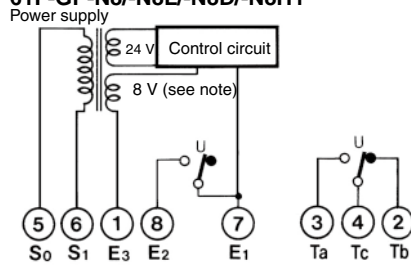 Power supply
24 V
Control circuit
8 V (see note)
U
U
5 6 1 8 7 3 4 2
S0 S1 E3 E2 E1 Ta Tc Tb